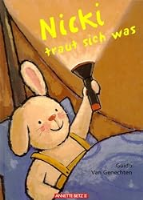 Nicki
traut sich was
Guido
Van Genechten
ANNETTE BETZ